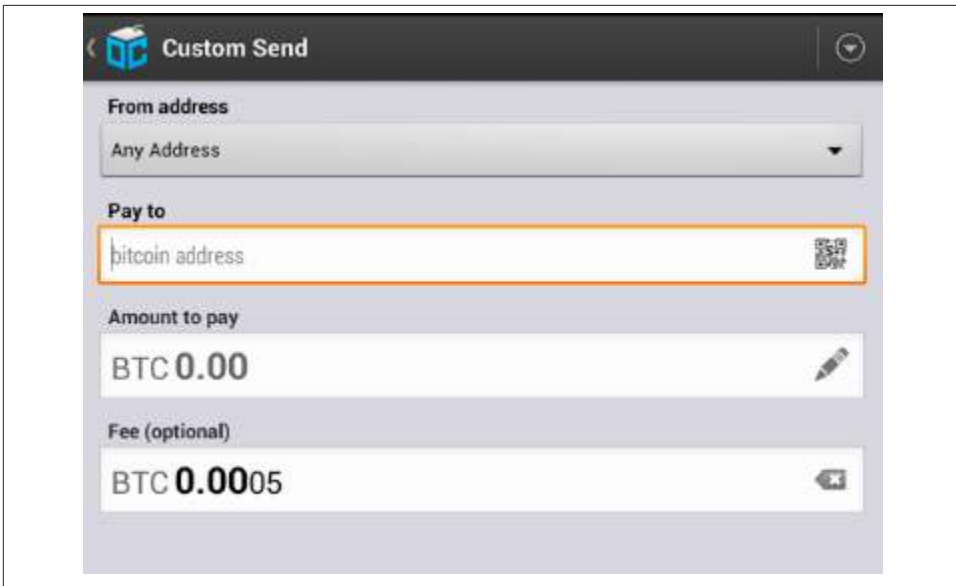 Custom Send
From address
Any Address
Pay to
bitcoin address
Amount to pay
BTC 0.00
Fee (optional)
BTC 0.0005